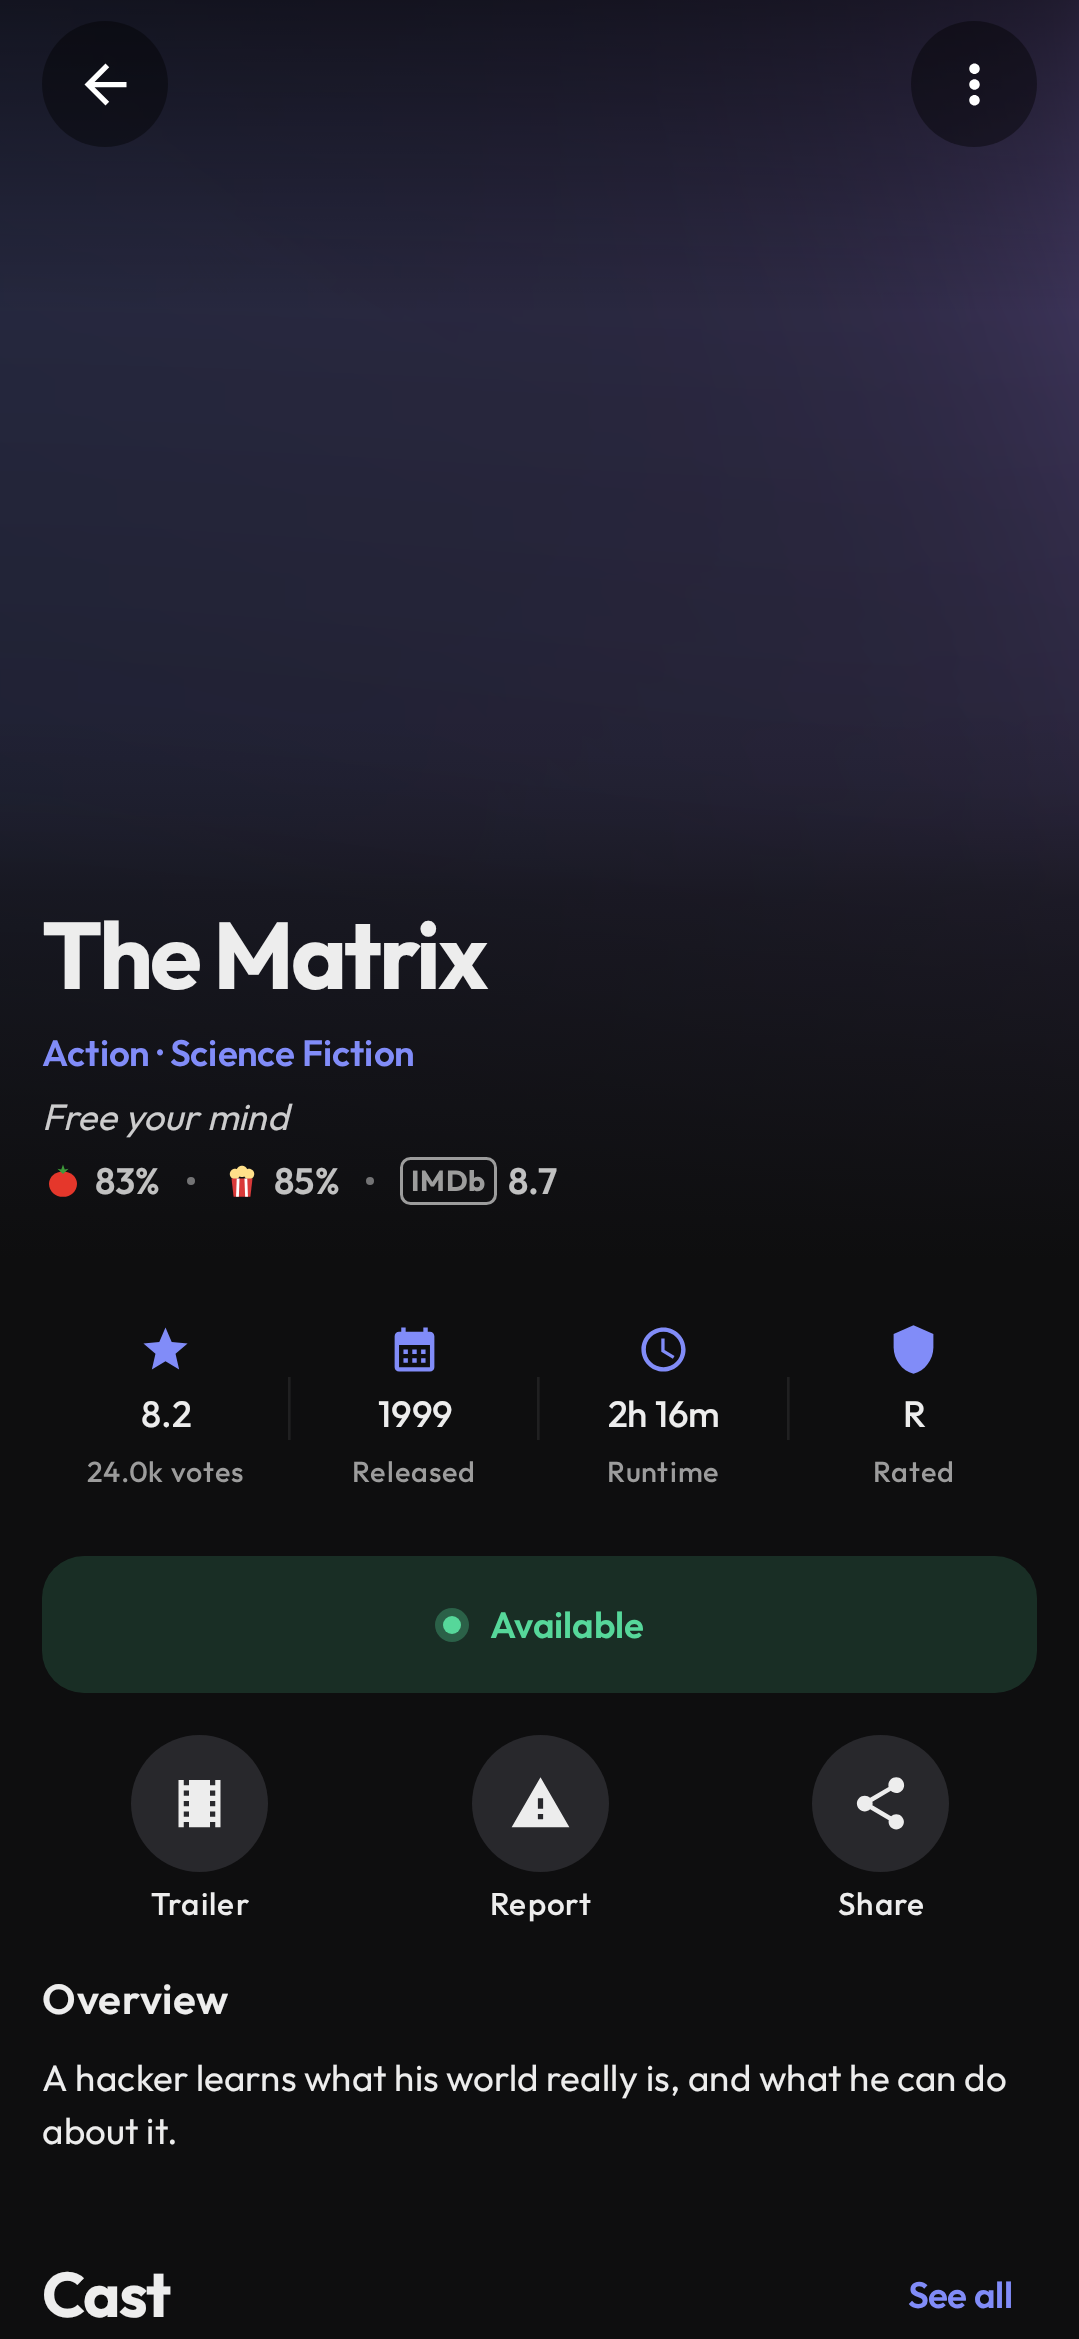 The Matrix
Action · Science Fiction
Free your mind
83% • 85% • IMDb 8.7
8.2
24.0k votes
1999
Released
2h 16m
Runtime
R
Rated
Available
Trailer
Report
Share
Overview
A hacker learns what his world really is, and what he can do
about it.
Cast
See all